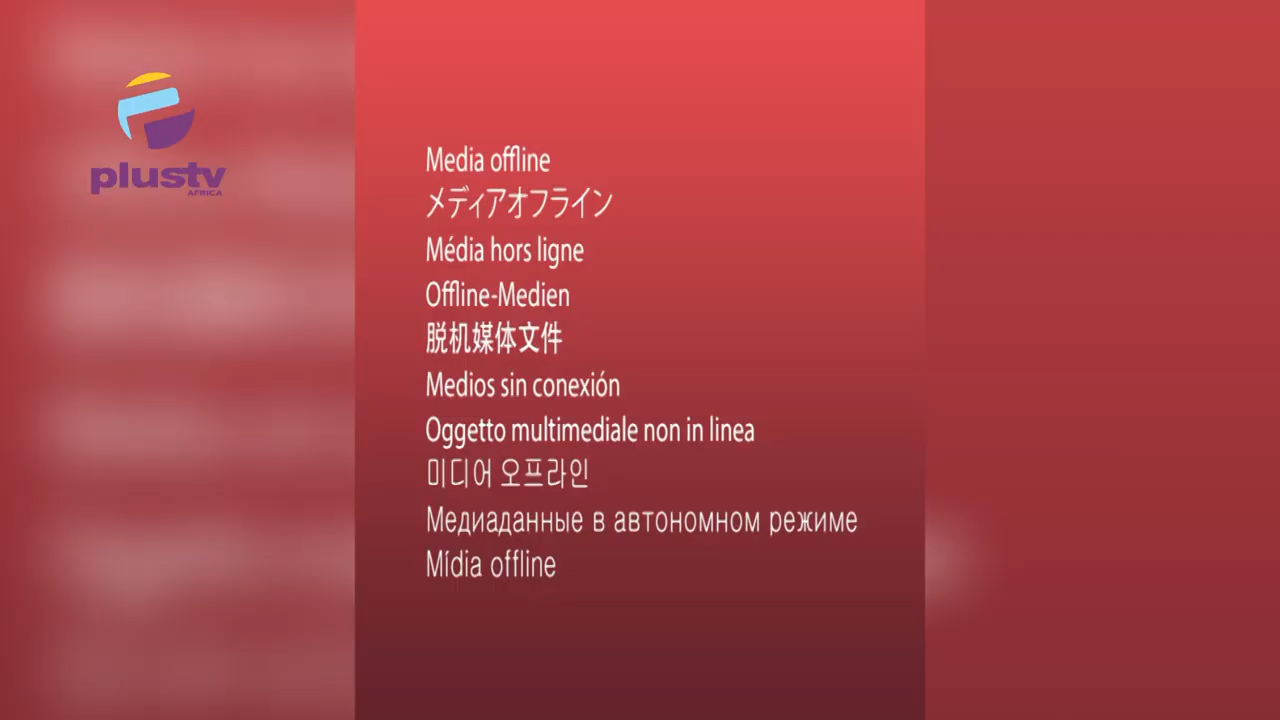 plustv
AFRICA
Media offline
メディアオフライン
Média hors ligne
Offline-Medien
脱机媒体文件
Medios sin conexión
Oggetto multimediale non in linea
미디어 오프라인
Медиаданные в автономном режиме
Mídia offline